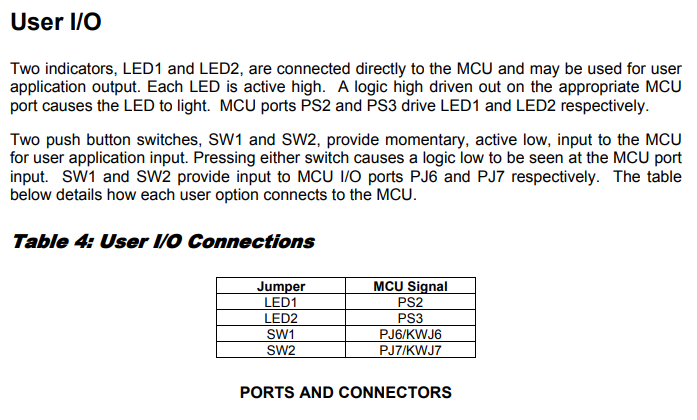 User I/O
Two indicators, LED1 and LED2, are connected directly to the MCU and may be used for user
application output. Each LED is active high. A logic high driven out on the appropriate MCU
port causes the LED to light. MCU ports PS2 and PS3 drive LED1 and LED2 respectively.
Two push button switches, SW1 and SW2, provide momentary, active low, input to the MCU
for user application input. Pressing either switch causes a logic low to be seen at the MCU port
input. SW1 and SW2 provide input to MCU I/O ports PJ6 and PJ7 respectively. The table
below details how each user option connects to the MCU.
Table 4: User I/O Connections
Jumper MCU Signal
LED1 PS2
LED2 PS3
SW1 PJ6/KWJ6
SW2 PJ7/KWJ7
PORTS AND CONNECTORS